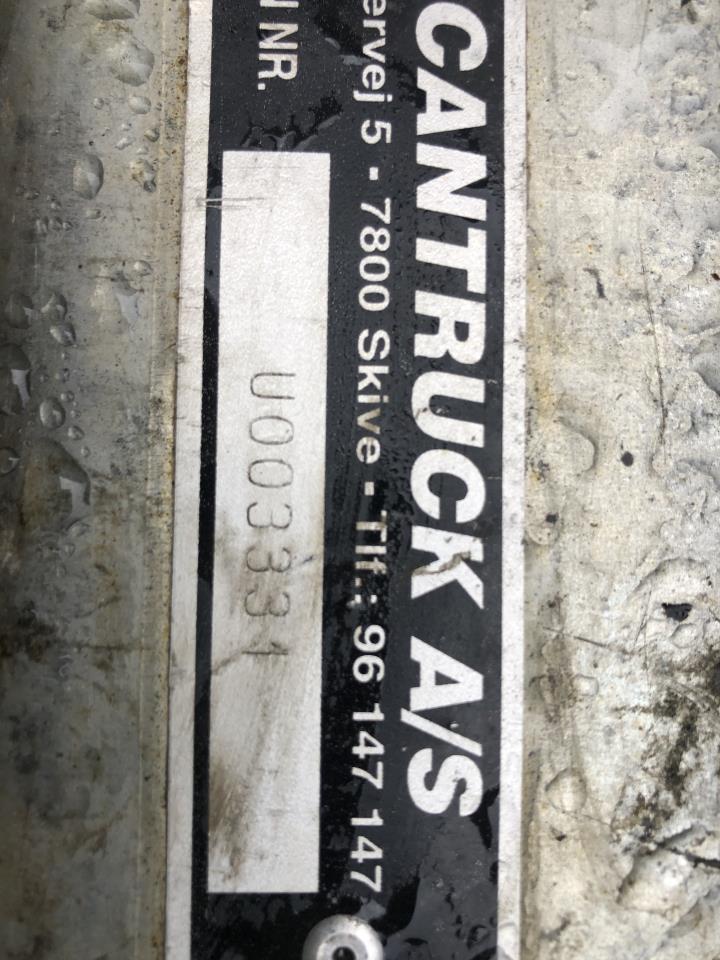 CANTRUCK A/S
ervej 5 - 7800 Skive - Tlf.: 96 147 147
NR.
U003331